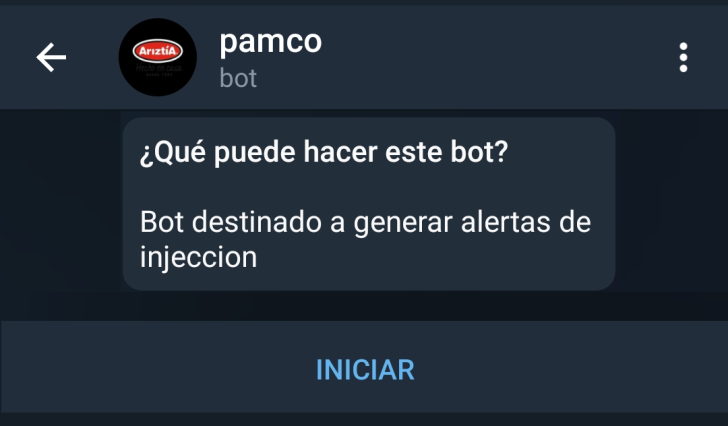 ARIZTÍA
pamco
bot
¿Qué puede hacer este bot?
Bot destinado a generar alertas de
injeccion
INICIAR